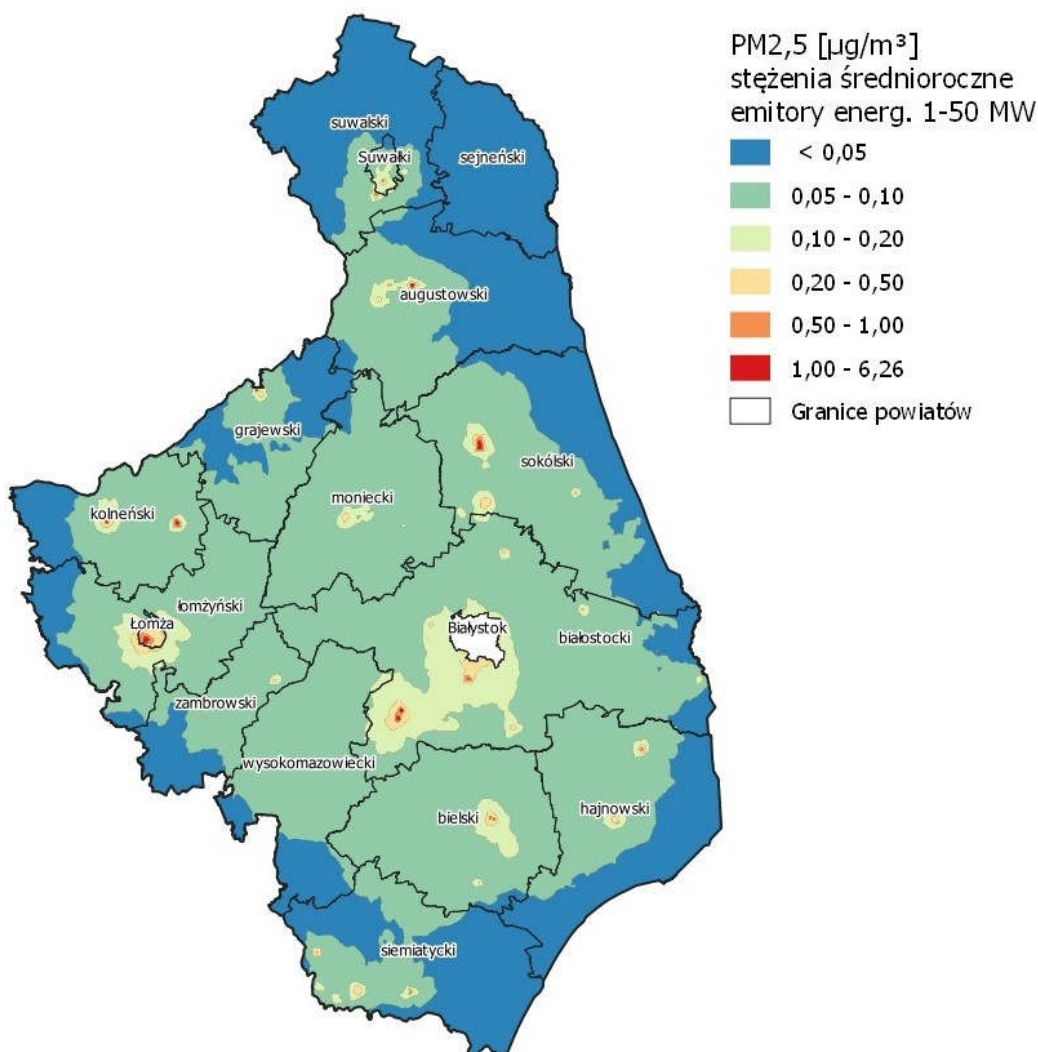 PM2,5 [µg/m³]
stężenia średnioroczne
emitory energ. 1-50 MW
< 0,05
0,05 - 0,10
0,10 - 0,20
0,20 - 0,50
0,50 - 1,00
1,00 - 6,26
Granice powiatów
suwalski
Suwałki
sejneński
augustowski
grajewski
sokólski
moniecki
kolneński
łomżyński
Łomża
Białystok
białostocki
zambrowski
wysokomazowiecki
bielski
hajnowski
siemiatycki